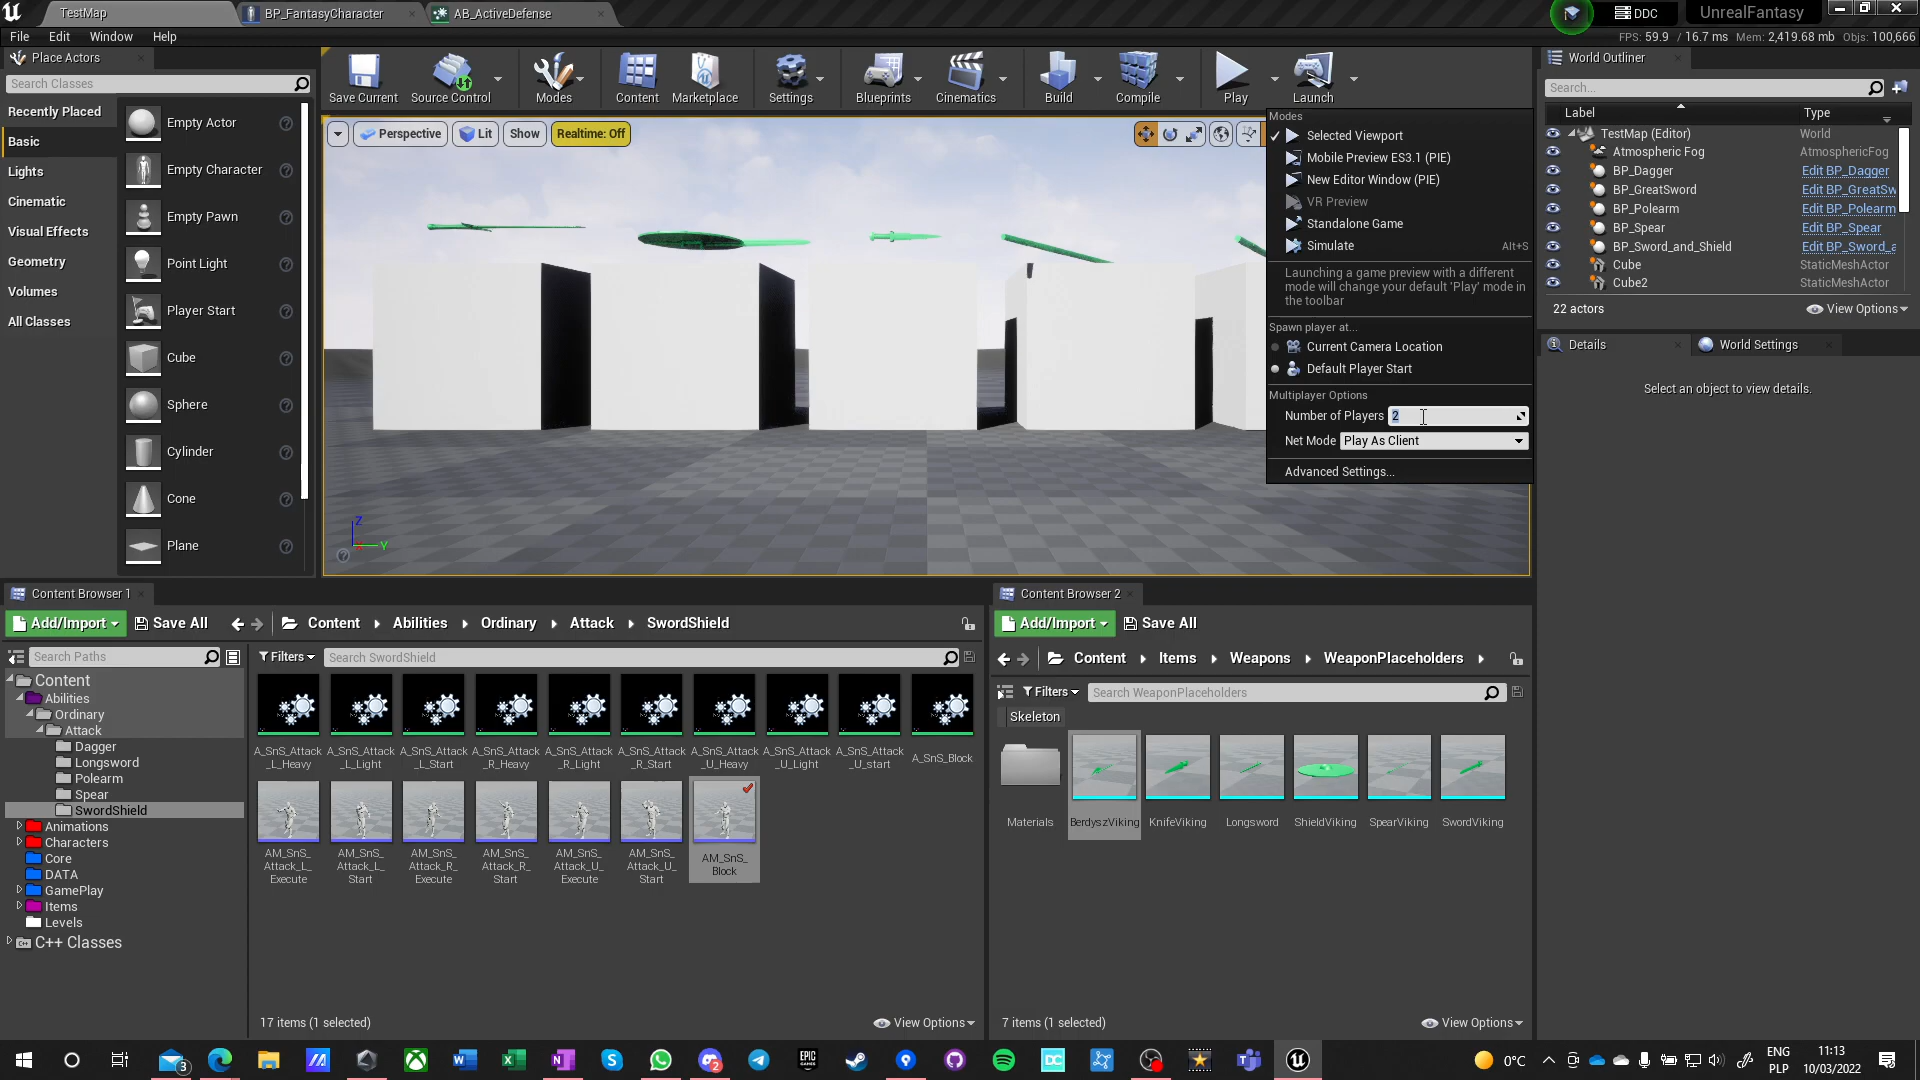 TestMap
BP_FantasyCharacter
AB_ActiveDefense
DDC
UnrealFantasy
File Edit Window Help
FPS: 59.9 / 16.7 ms Mem: 2,419.68 mb Objs: 100,666
Place Actors
Search Classes
Recently Placed
Basic
Lights
Cinematic
Visual Effects
Geometry
Volumes
All Classes
Empty Actor
Empty Character
Empty Pawn
Point Light
Player Start
Cube
Sphere
Cylinder
Cone
Plane
Save Current
Source Control
Modes
Content
Marketplace
Settings
Blueprints
Cinematics
Build
Compile
Play
Launch
Perspective
Lit
Show
Realtime: Off
Z
Y
Modes
Selected Viewport
Mobile Preview ES3.1 (PIE)
New Editor Window (PIE)
VR Preview
Standalone Game
Simulate Alt+S
Launching a game preview with a different
mode will change your default 'Play' mode in
the toolbar
Spawn player at...
Current Camera Location
Default Player Start
Multiplayer Options
Number of Players 2
Net Mode Play As Client
Advanced Settings...
World Outliner
Search...
Label Type
TestMap (Editor) World
Atmospheric Fog AtmosphericFog
BP_Dagger Edit BP_Dagger
BP_GreatSword Edit BP_GreatSw
BP_Polearm Edit BP_Polearm
BP_Spear Edit BP_Spear
BP_Sword_and_Shield Edit BP_Sword_a
Cube StaticMeshActor
Cube2 StaticMeshActor
22 actors
View Options
Details
World Settings
Select an object to view details.
Content Browser 1
Add/Import
Save All
Content Abilities Ordinary Attack SwordShield
Search Paths
Filters
Search SwordShield
Content
Abilities
Ordinary
Attack
Dagger
Longsword
Polearm
Spear
SwordShield
Animations
Characters
Core
DATA
GamePlay
Items
Levels
C++ Classes
A_SnS_Attack
_L_Heavy
A_SnS_Attack
_L_Light
A_SnS_Attack
_L_Start
A_SnS_Attack
_R_Heavy
A_SnS_Attack
_R_Light
A_SnS_Attack
_R_Start
A_SnS_Attack
_U_Heavy
A_SnS_Attack
_U_Light
A_SnS_Attack
_U_start
A_SnS_Block
AM_SnS_
Attack_L_
Execute
AM_SnS_
Attack_L_
Start
AM_SnS_
Attack_R_
Execute
AM_SnS_
Attack_R_
Start
AM_SnS_
Attack_U_
Execute
AM_SnS_
Attack_U_
Start
AM_SnS_
Block
17 items (1 selected)
View Options
Content Browser 2
Add/Import
Save All
Content Items Weapons WeaponPlaceholders
Filters
Search WeaponPlaceholders
Skeleton
Materials
BerdyszViking
KnifeViking
Longsword
ShieldViking
SpearViking
SwordViking
7 items (1 selected)
View Options
3
2
EPIC
GAMES
DC
0°C
ENG
PLP
11:13
10/03/2022